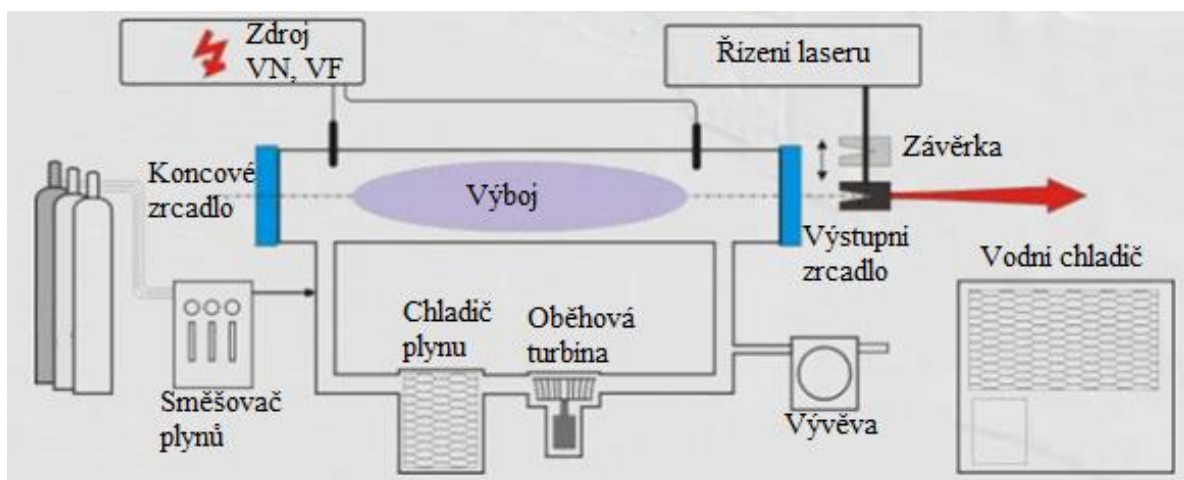 Zdroj
VN, VF
Řízení laseru
Závěrka
Koncové
zrcadlo
Výboj
Výstupní
zrcadlo
Vodní chladič
Chladič
plynu
Oběhová
turbina
Směšovač
plynů
Vývěva